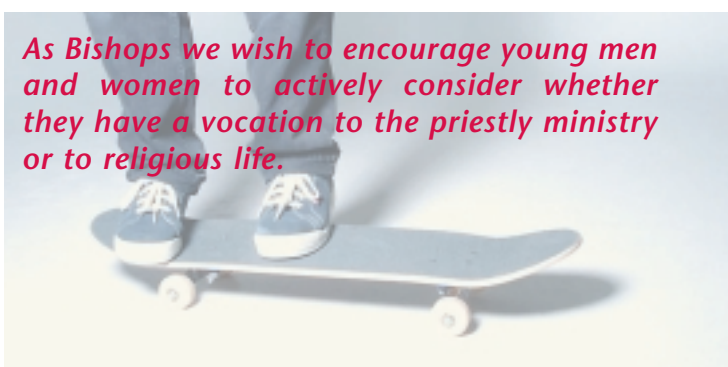 As Bishops we wish to encourage young men
and women to actively consider whether
they have a vocation to the priestly ministry
or to religious life.